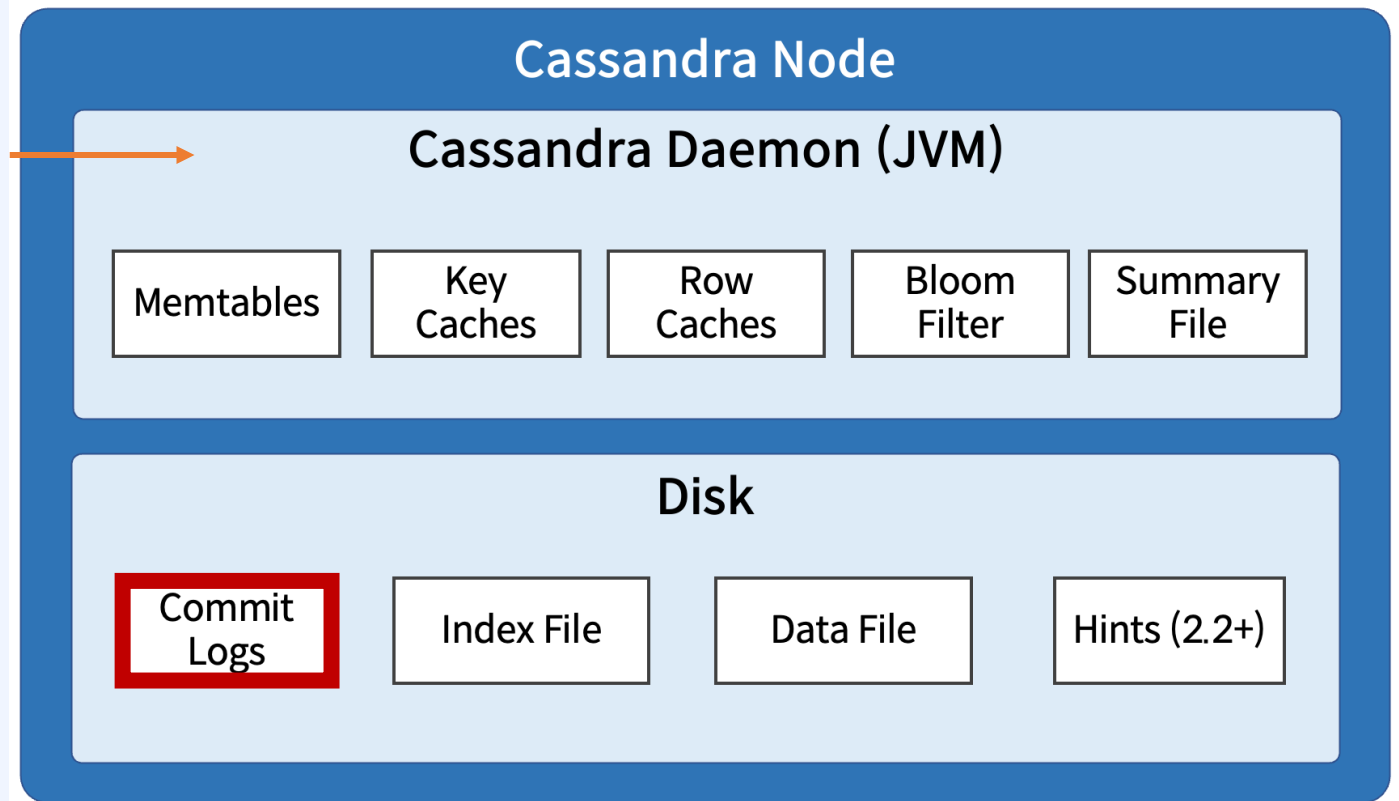 Cassandra Node
Cassandra Daemon (JVM)
Memtables
Key
Caches
Row
Caches
Bloom
Filter
Summary
File
Disk
Commit
Logs
Index File
Data File
Hints (2.2+)